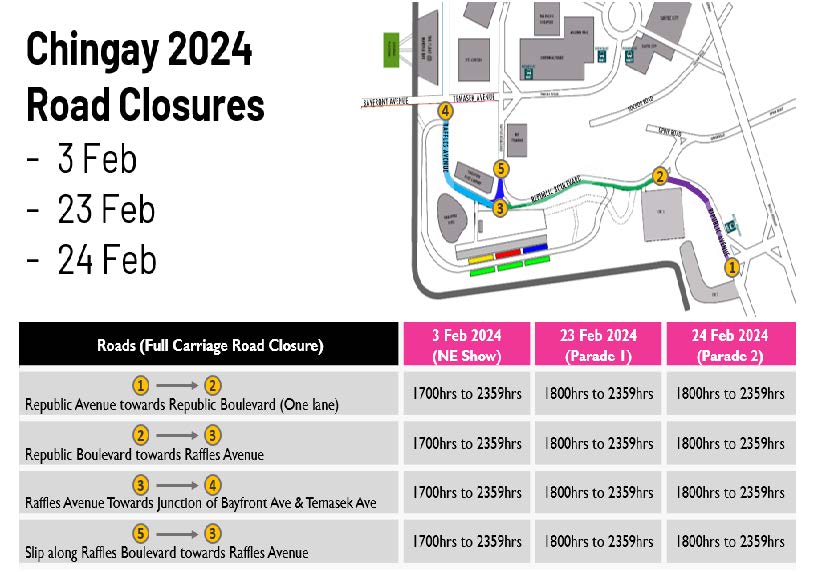 Chingay 2024
Road Closures
- 3 Feb
- 23 Feb
- 24 Feb
BAYFRONT AVENUE
TEMASEK AVENUE
4
RAFFLES AVENUE
5
3
REPUBLIC BOULEVARD
2
REPUBLIC AVENUE
1
Roads (Full Carriage Road Closure)
3 Feb 2024
(NE Show)
23 Feb 2024
(Parade 1)
24 Feb 2024
(Parade 2)
1 → 2
Republic Avenue towards Republic Boulevard (One lane)
1700hrs to 2359hrs
1800hrs to 2359hrs
1800hrs to 2359hrs
2 → 3
Republic Boulevard towards Raffles Avenue
1700hrs to 2359hrs
1800hrs to 2359hrs
1800hrs to 2359hrs
3 → 4
Raffles Avenue Towards Junction of Bayfront Ave & Temasek Ave
1700hrs to 2359hrs
1800hrs to 2359hrs
1800hrs to 2359hrs
5 → 3
Slip along Raffles Boulevard towards Raffles Avenue
1700hrs to 2359hrs
1800hrs to 2359hrs
1800hrs to 2359hrs